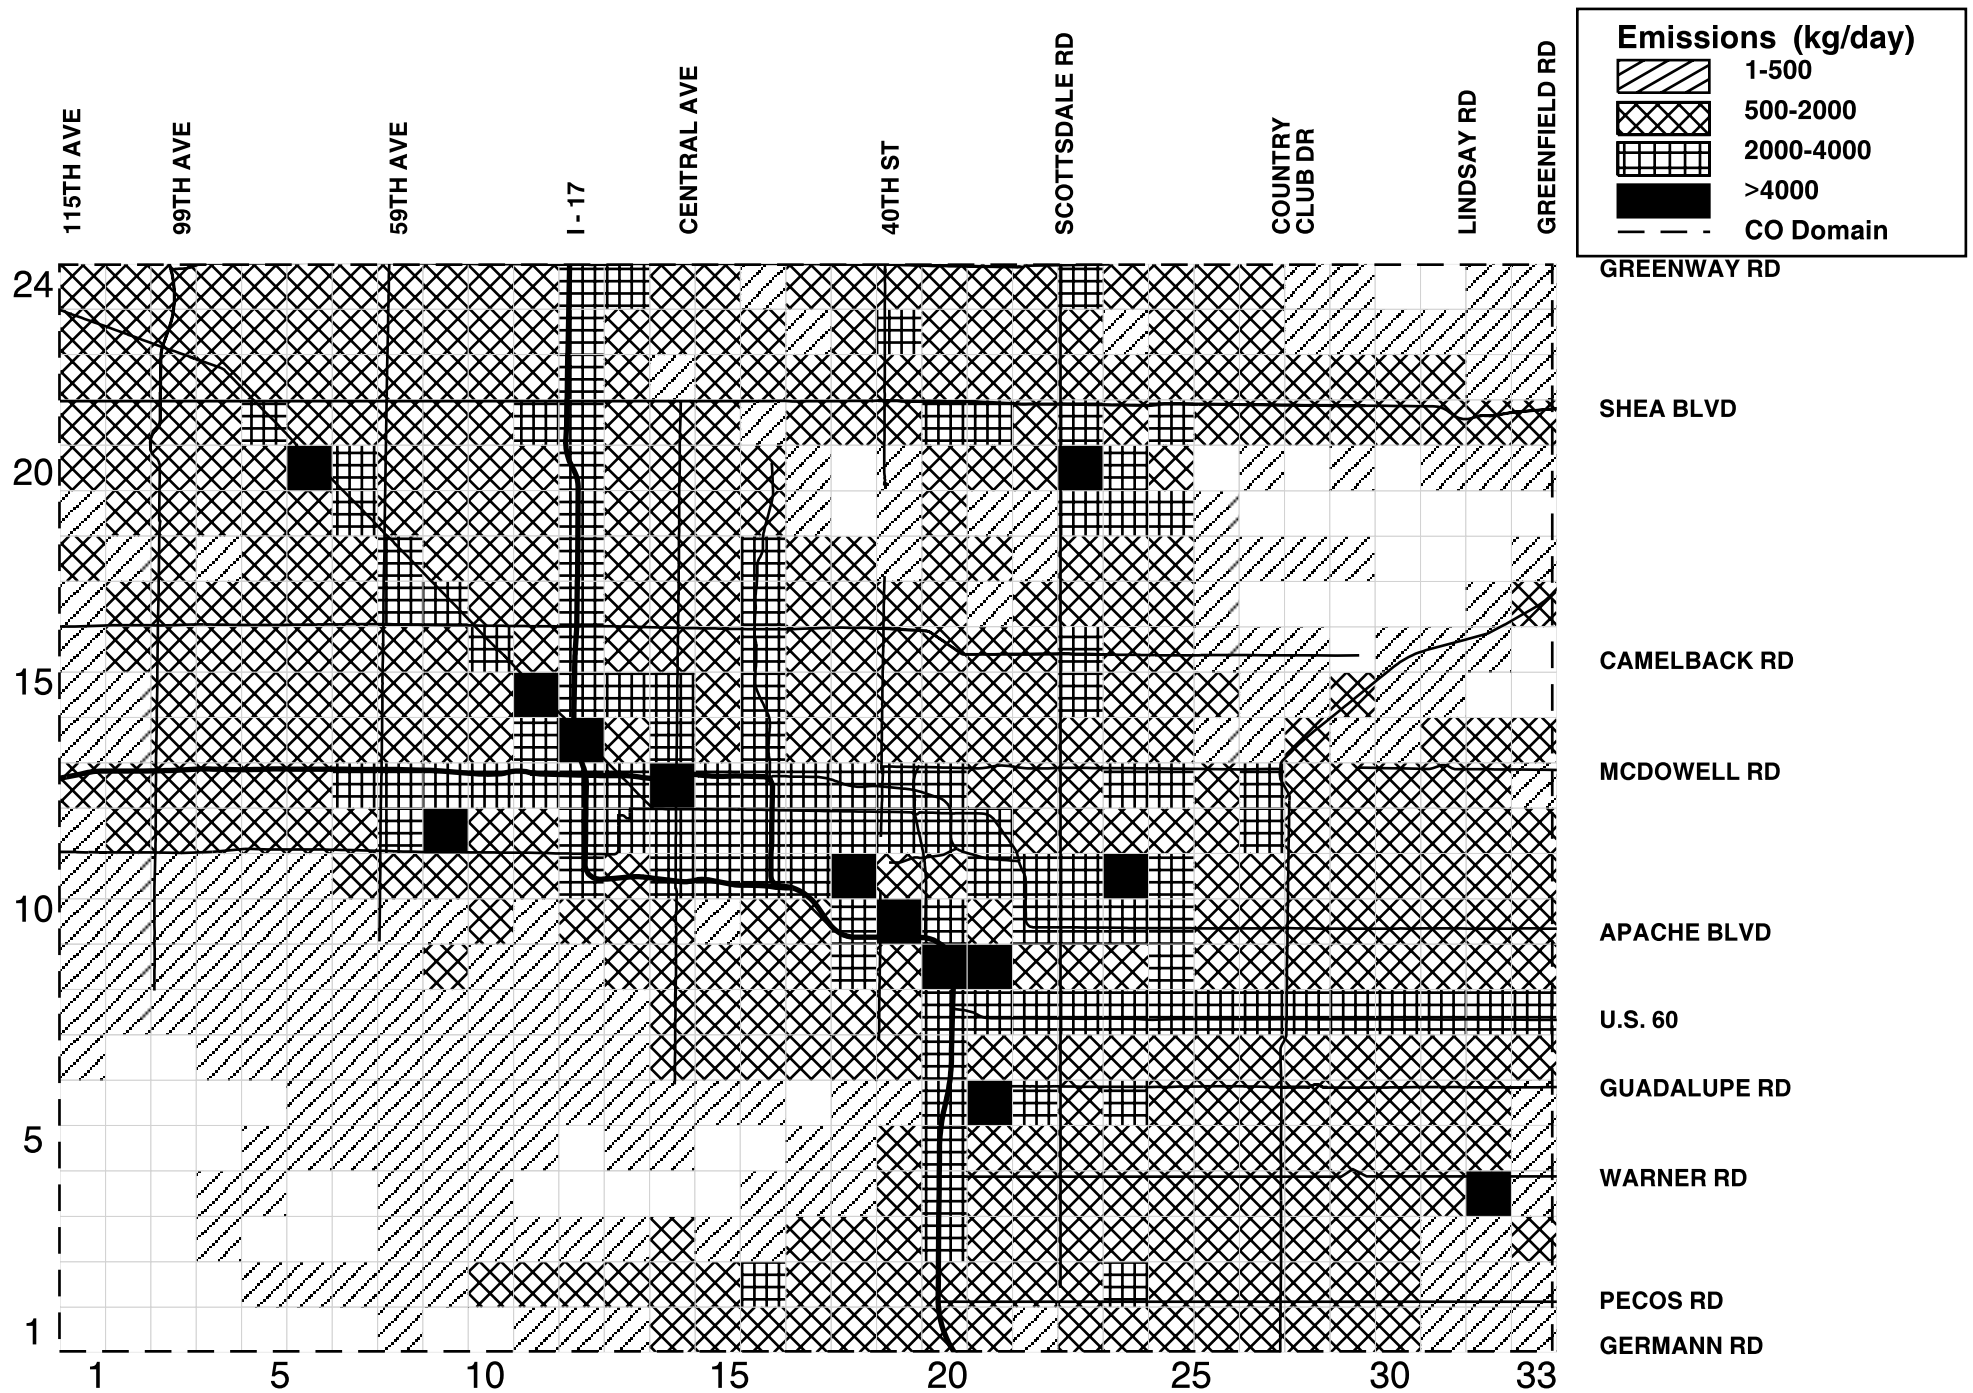 115TH AVE
99TH AVE
59TH AVE
I - 17
CENTRAL AVE
40TH ST
SCOTTSDALE RD
COUNTRY
CLUB DR
LINDSAY RD
GREENFIELD RD
Emissions (kg/day)
1-500
500-2000
2000-4000
>4000
CO Domain
24
20
15
10
5
1
GREENWAY RD
SHEA BLVD
CAMELBACK RD
MCDOWELL RD
APACHE BLVD
U.S. 60
GUADALUPE RD
WARNER RD
PECOS RD
GERMANN RD
1 5 10 15 20 25 30 33